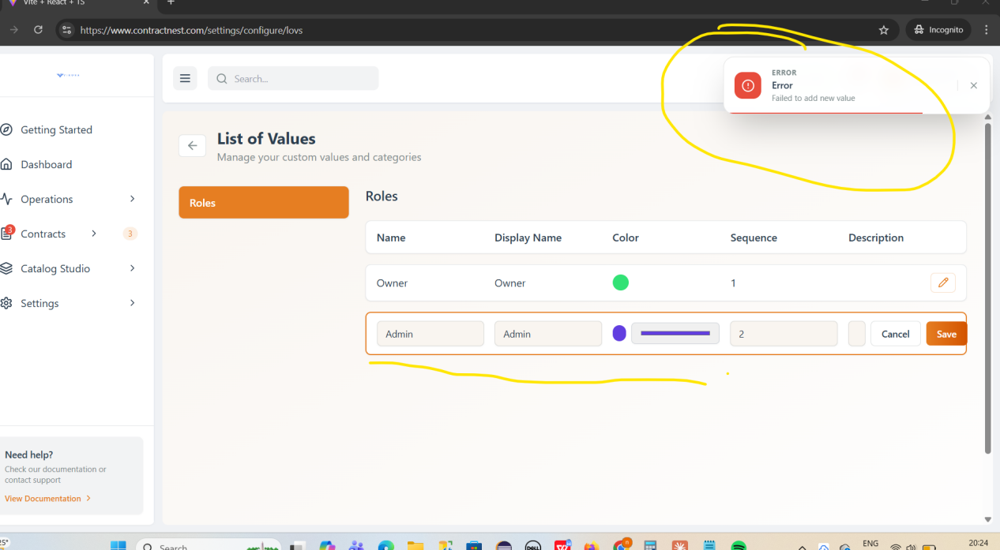 Vite + React + TS
https://www.contractnest.com/settings/configure/lovs
Incognito
Search...
ERROR
Error
Failed to add new value
Getting Started
Dashboard
Operations
3
Contracts
3
Catalog Studio
Settings
List of Values
Manage your custom values and categories
Roles
Roles
Name Display Name Color Sequence Description
Owner Owner 1
Admin Admin 2 Cancel Save
Need help?
Check our documentation or
contact support
View Documentation
25°
Search
DELL
n
ENG
20:24